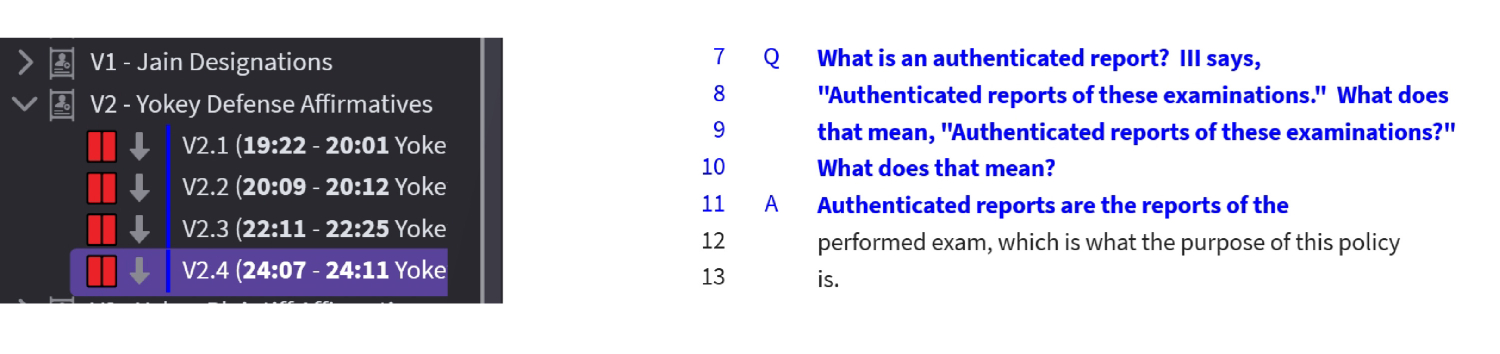 V1 - Jain Designations
V2 - Yokey Defense Affirmatives
V2.1 (19:22 - 20:01 Yoke
V2.2 (20:09 - 20:12 Yoke
V2.3 (22:11 - 22:25 Yoke
V2.4 (24:07 - 24:11 Yoke
7 Q What is an authenticated report? III says,
8 "Authenticated reports of these examinations." What does
9 that mean, "Authenticated reports of these examinations?"
10 What does that mean?
11 A Authenticated reports are the reports of the
12 performed exam, which is what the purpose of this policy
13 is.